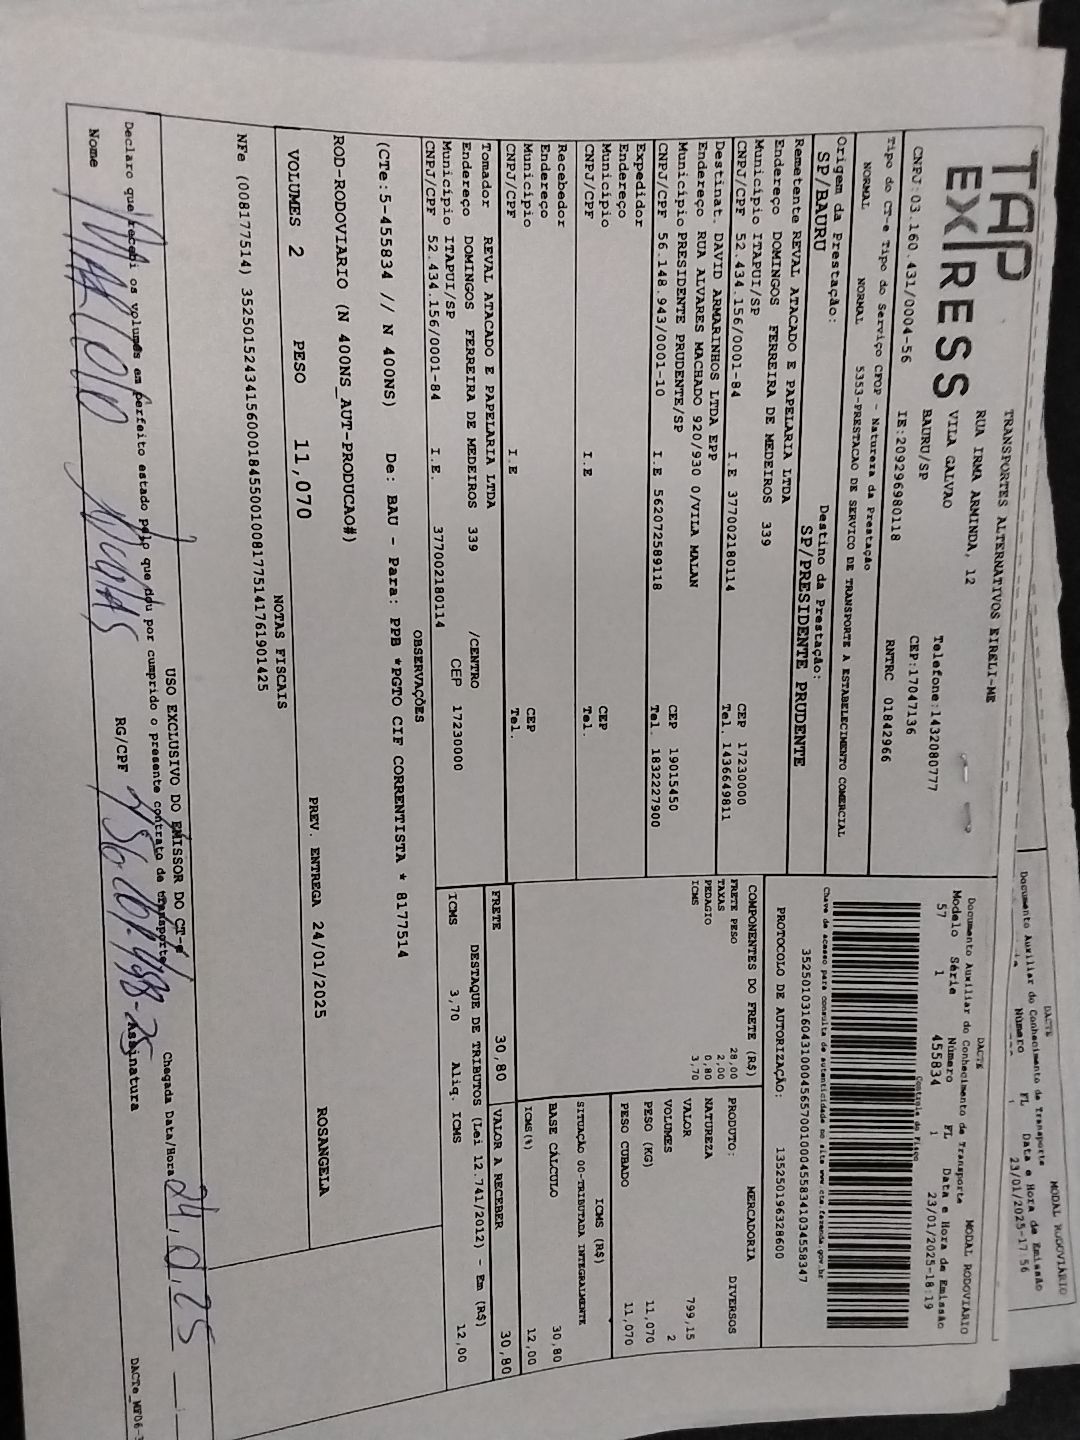 TAP
EXPRESS
TRANSPORTES ALTERNATIVOS EIRELI-ME
RUA IRMA ARMINDA, 12
VILA GALVAO
BAURU/SP
Telefone:1432080777
CEP:17047136
CNPJ:03.160.431/0004-56 IE:209296980118 RNTRC 01842966
Tipo do CT-e Tipo do Serviço CFOP - Natureza da Prestação
NORMAL NORMAL 5353-PRESTACAO DE SERVICO DE TRANSPORTE A ESTABELECIMENTO COMERCIAL
Origem da Prestação: Destino da Prestação:
SP/BAURU SP/PRESIDENTE PRUDENTE
Remetente REVAL ATACADO E PAPELARIA LTDA
Endereço DOMINGOS FERREIRA DE MEDEIROS 339
Município ITAPUI/SP CEP 17230000
CNPJ/CPF 52.434.156/0001-84 I.E 377002180114 Tel. 1436649811
Destinat. DAVID ARMARINHOS LTDA EPP
Endereço RUA ALVARES MACHADO 920/930 0/VILA MALAN
Município PRESIDENTE PRUDENTE/SP CEP 19015450
CNPJ/CPF 56.148.943/0001-10 I.E 562072589118 Tel. 1832227900
Expedidor
Endereço
Município CEP
CNPJ/CPF I.E Tel.
Recebedor
Endereço
Município CEP
CNPJ/CPF I.E Tel.
Tomador REVAL ATACADO E PAPELARIA LTDA
Endereço DOMINGOS FERREIRA DE MEDEIROS 339 /CENTRO
Município ITAPUI/SP CEP 17230000
CNPJ/CPF 52.434.156/0001-84 I.E. 377002180114
DACTE MODAL RODOVIÁRIO
Documento Auxiliar do Conhecimento de Transporte
Modelo Série Número FL Data e Hora de Emissão
57 1 455834 1 23/01/2025-18:19
Controle do Fisco
35250103160431000456570010004558341034558347
Chave de acesso para consulta de autenticidade no site www.cte.fazenda.gov.br
PROTOCOLO DE AUTORIZAÇÃO: 135250196328600
COMPONENTES DO FRETE (R$)
FRETE PESO 28,00
TAXAS 2,00
PEDAGIO 0,80
ICMS 3,70
MERCADORIA
PRODUTO: DIVERSOS
NATUREZA
VALOR 799,15
VOLUMES 2
PESO (KG) 11,070
PESO CUBADO 11,070
ICMS (R$)
SITUAÇÃO 00-TRIBUTADA INTEGRALMENTE
BASE CÁLCULO 30,80
ICMS(%) 12,00
FRETE 30,80 VALOR A RECEBER 30,80
DESTAQUE DE TRIBUTOS (Lei 12.741/2012) - Em (R$)
ICMS 3,70 Aliq. ICMS 12,00
OBSERVAÇÕES
(CTe:5-455834 // N 400NS) De: BAU - Para: PPB *PGTO CIF CORRENTISTA * 8177514
ROD-RODOVIARIO (N 400NS_AUT-PRODUCAO#)
VOLUMES 2 PESO 11,070 PREV. ENTREGA 24/01/2025 ROSANGELA
NOTAS FISCAIS
NFe (008177514) 35250152434156000184550010081775141761901425
USO EXCLUSIVO DO EMISSOR DO CT-e
Declaro que recebi os volumes em perfeito estado pelo que dou por cumprido o presente contrato de transporte
Chegada Data/Hora
Nome RG/CPF Assinatura
DACTE
MODAL RODOVIÁRIO
Documento Auxiliar do Conhecimento de Transporte
Número FL Data e Hora de Emissão
1 23/01/2025-17:56